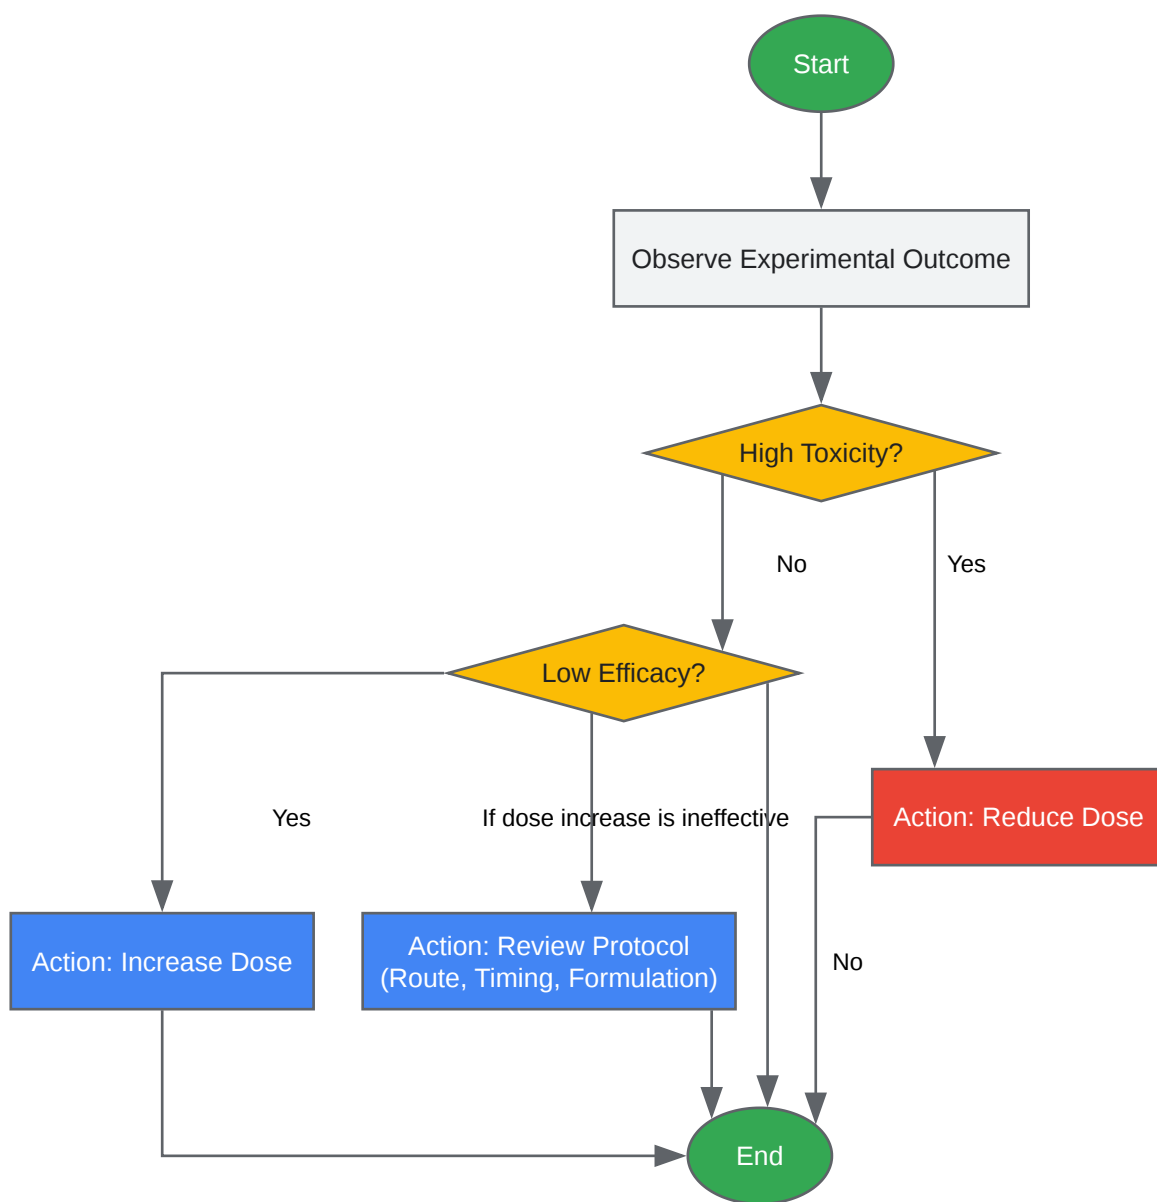 Start
Observe Experimental Outcome
High Toxicity?
No
Yes
Low Efficacy?
Yes
If dose increase is ineffective
Action: Reduce Dose
Action: Increase Dose
Action: Review Protocol
(Route, Timing, Formulation)
No
End